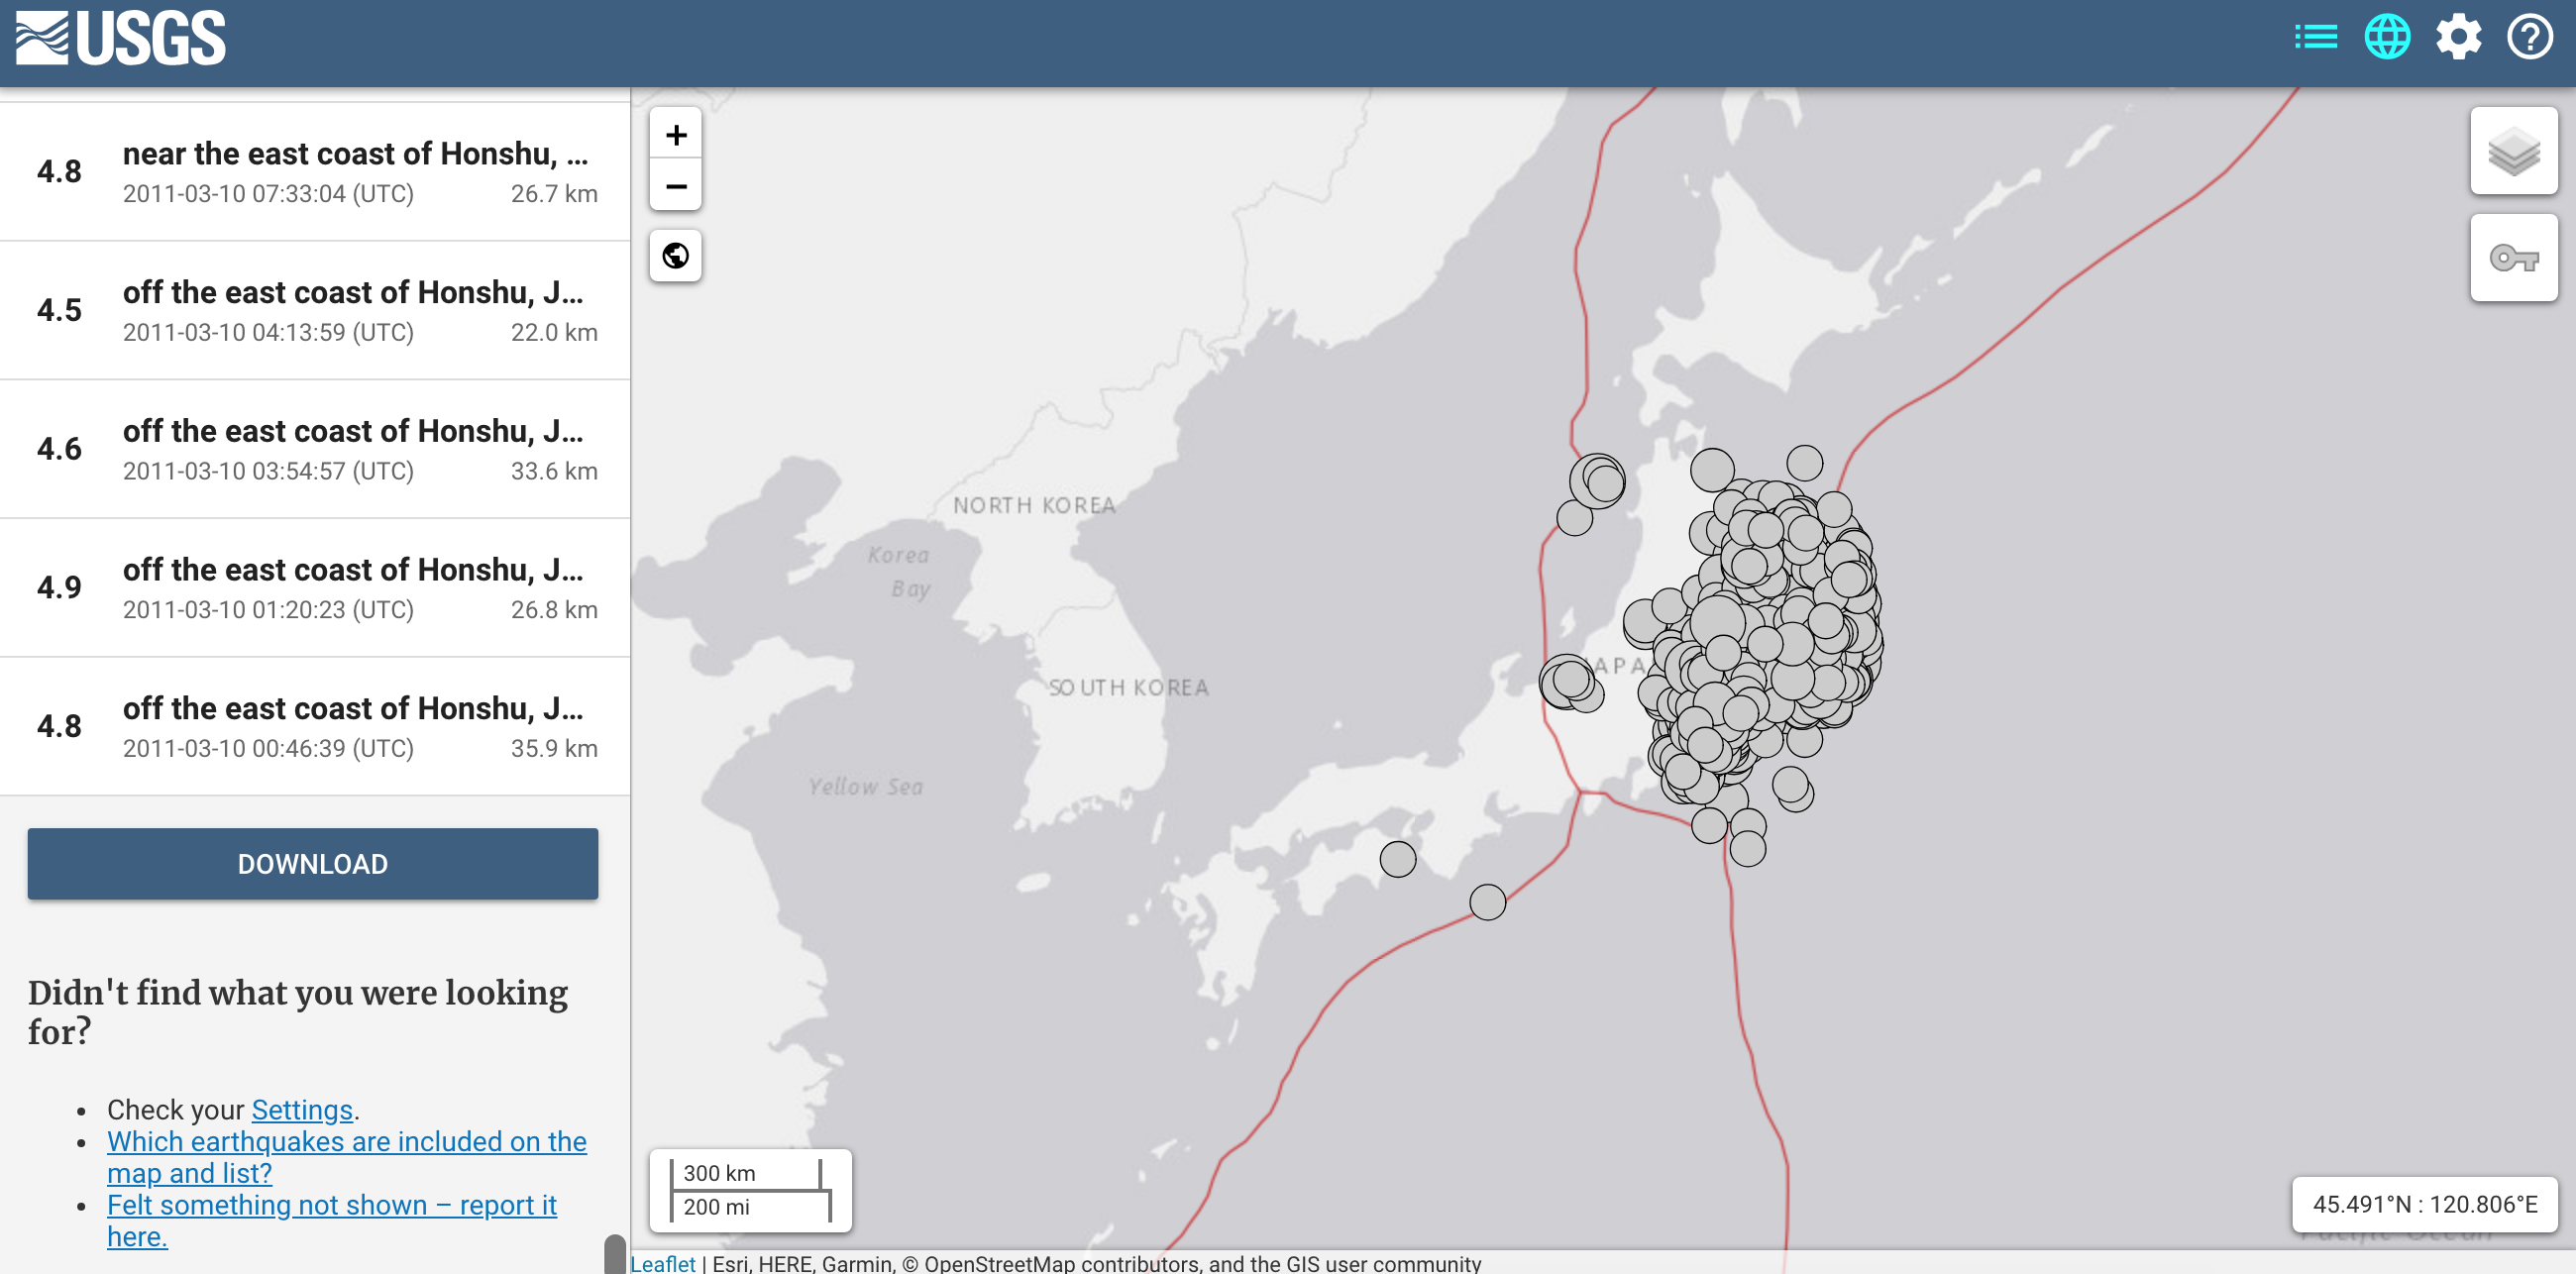 USGS
4.8
near the east coast of Honshu, ...
2011-03-10 07:33:04 (UTC) 26.7 km
4.5
off the east coast of Honshu, J...
2011-03-10 04:13:59 (UTC) 22.0 km
4.6
off the east coast of Honshu, J...
2011-03-10 03:54:57 (UTC) 33.6 km
4.9
off the east coast of Honshu, J...
2011-03-10 01:20:23 (UTC) 26.8 km
4.8
off the east coast of Honshu, J...
2011-03-10 00:46:39 (UTC) 35.9 km
DOWNLOAD
Didn't find what you were looking
for?
• Check your Settings.
• Which earthquakes are included on the
map and list?
• Felt something not shown – report it
here.
+
−
NORTH KOREA
Korea
Bay
SOUTH KOREA
Yellow Sea
APA
300 km
200 mi
45.491°N : 120.806°E
Pacific Ocean
Leaflet | Esri, HERE, Garmin, © OpenStreetMap contributors, and the GIS user community